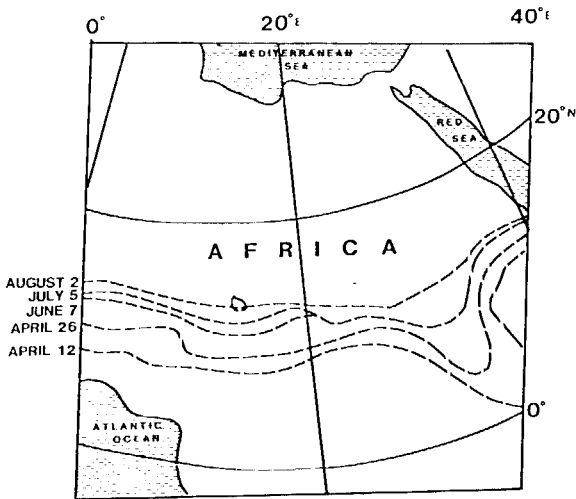 0° 20°E 40°E
MEDITERRANEAN
SEA
RED
SEA
20°N
AFRICA
AUGUST 2
JULY 5
JUNE 7
APRIL 26
APRIL 12
0°
ATLANTIC
OCEAN